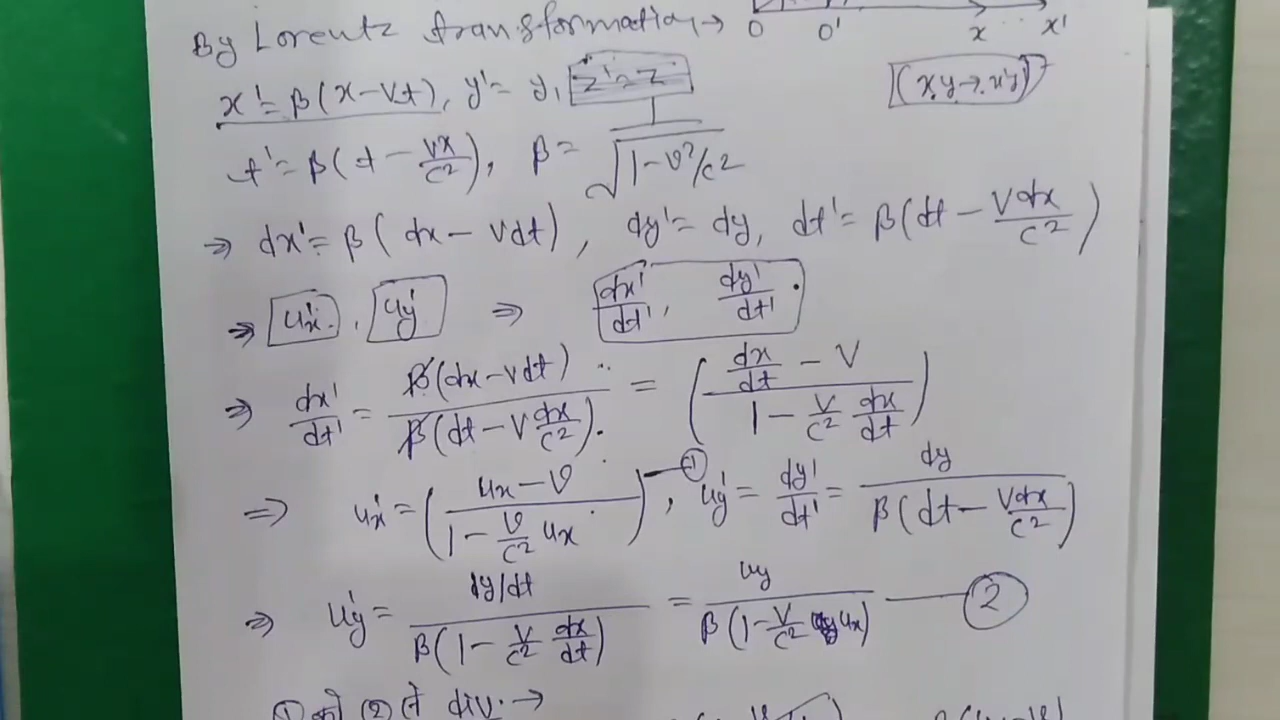 By Lorentz transformation → O O' x x'
x' = β(x-Vt), y' = y, z' = z [(xy → x'y')]
t' = β(t - Vx/c2), β = 1/√(1-v²/c2)
⇒ dx' = β(dx - Vdt), dy' = dy, dt' = β(dt - Vdx/c2)
⇒ u'x, u'y ⇒ dx'/dt', dy'/dt'
⇒ dx'/dt' = β(dx-vdt)/β(dt-V dx/c2) = ((dx/dt - V)/(1 - V/c2 dx/dt))
⇒ u'x = ((ux-v)/(1 - v/c2 ux)) —①, u'y = dy'/dt' = dy/β(dt - Vdx/c2)
⇒ u'y = (dy/dt)/β(1 - V/c2 dx/dt) = uy/β(1-V/c2 ux) — ②
① को ② से div. →